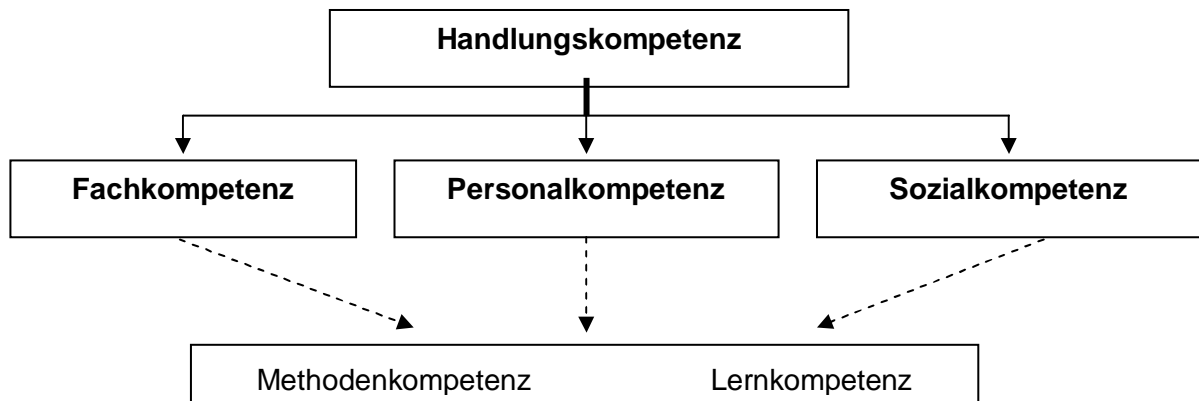 Handlungskompetenz
Fachkompetenz Personalkompetenz Sozialkompetenz
Methodenkompetenz Lernkompetenz